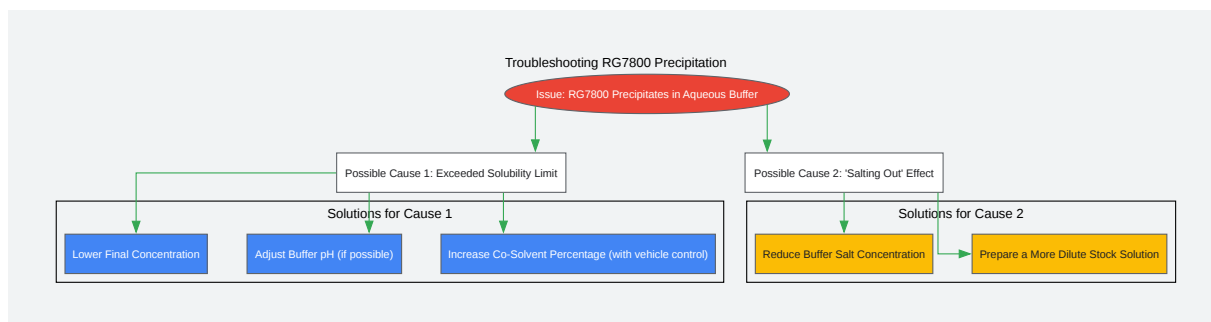 Troubleshooting RG7800 Precipitation
Issue: RG7800 Precipitates in Aqueous Buffer
Possible Cause 1: Exceeded Solubility Limit
Possible Cause 2: 'Salting Out' Effect
Solutions for Cause 1
Lower Final Concentration
Adjust Buffer pH (if possible)
Increase Co-Solvent Percentage (with vehicle control)
Solutions for Cause 2
Reduce Buffer Salt Concentration
Prepare a More Dilute Stock Solution